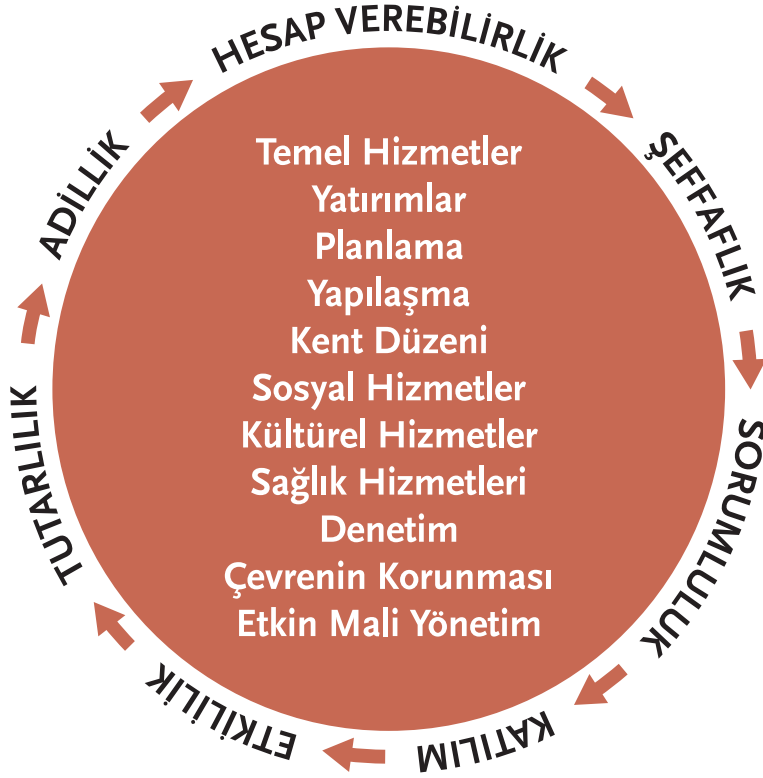 HESAP VEREBİLİRLİK
ŞEFFAFLIK
SORUMLULUK
KATILIM
ETKİLİLİK
TUTARLILIK
ADİLLİK
Temel Hizmetler
Yatırımlar
Planlama
Yapılaşma
Kent Düzeni
Sosyal Hizmetler
Kültürel Hizmetler
Sağlık Hizmetleri
Denetim
Çevrenin Korunması
Etkin Mali Yönetim